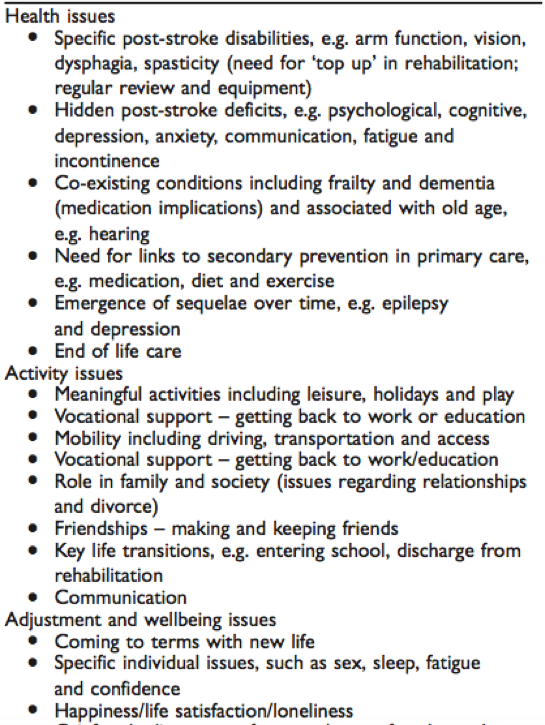 Health issues
• Specific post-stroke disabilities, e.g. arm function, vision,
dysphagia, spasticity (need for ‘top up’ in rehabilitation;
regular review and equipment)
• Hidden post-stroke deficits, e.g. psychological, cognitive,
depression, anxiety, communication, fatigue and
incontinence
• Co-existing conditions including frailty and dementia
(medication implications) and associated with old age,
e.g. hearing
• Need for links to secondary prevention in primary care,
e.g. medication, diet and exercise
• Emergence of sequelae over time, e.g. epilepsy
and depression
• End of life care
Activity issues
• Meaningful activities including leisure, holidays and play
• Vocational support – getting back to work or education
• Mobility including driving, transportation and access
• Vocational support – getting back to work/education
• Role in family and society (issues regarding relationships
and divorce)
• Friendships – making and keeping friends
• Key life transitions, e.g. entering school, discharge from
rehabilitation
• Communication
Adjustment and wellbeing issues
• Coming to terms with new life
• Specific individual issues, such as sex, sleep, fatigue
and confidence
• Happiness/life satisfaction/loneliness